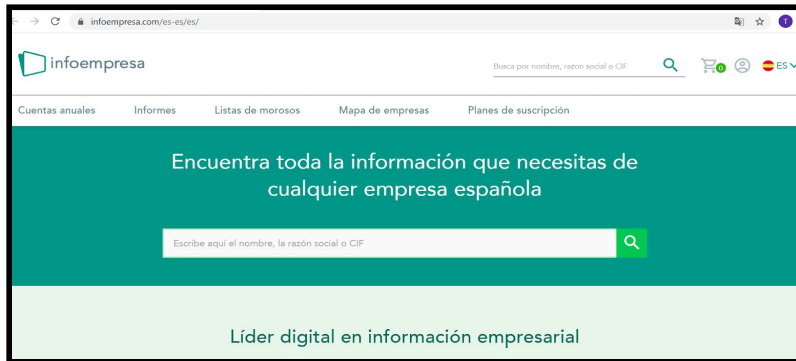 infoempresa.com/es-es/es/
T
infoempresa
Busca por nombre, razon social o CIF
0
ES
Cuentas anuales Informes Listas de morosos Mapa de empresas Planes de suscripción
Encuentra toda la información que necesitas de
cualquier empresa española
Escribe aquí el nombre, la razón social o CIF
Líder digital en información empresarial